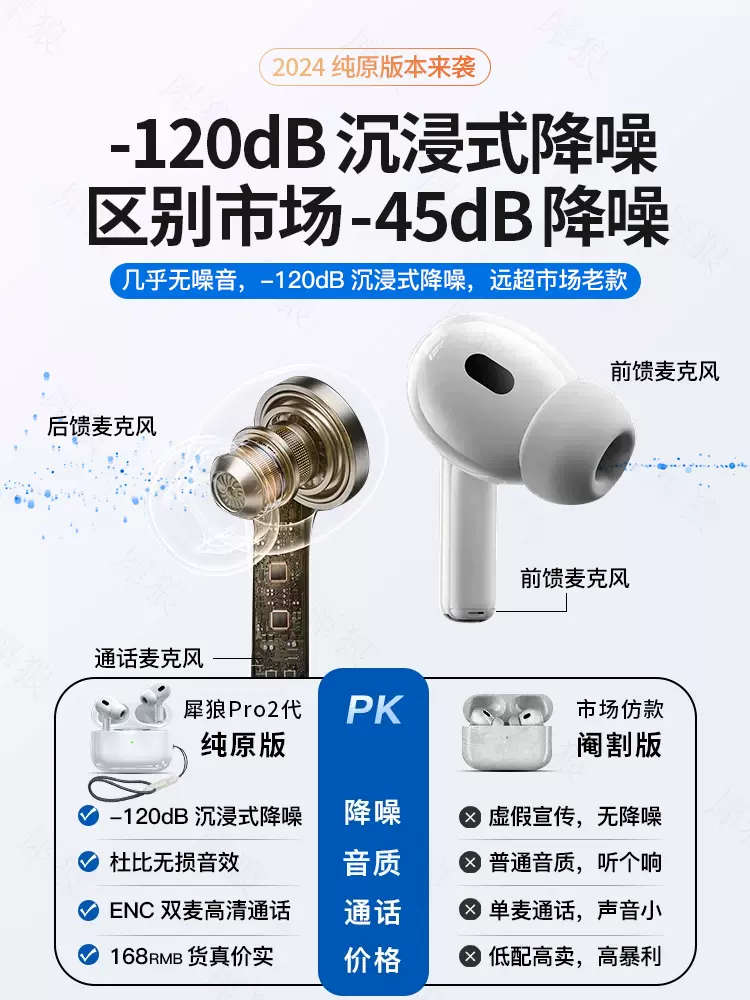 2024 纯原版本来袭
-120dB 沉浸式降噪
区别市场-45dB降噪
几乎无噪音，-120dB 沉浸式降噪，远超市场老款
前馈麦克风
后馈麦克风
前馈麦克风
通话麦克风
犀狼Pro2代
纯原版
PK
市场仿款
阉割版
-120dB 沉浸式降噪
降噪
虚假宣传，无降噪
杜比无损音效
音质
普通音质，听个响
ENC 双麦高清通话
通话
单麦通话，声音小
168RMB 货真价实
价格
低配高卖，高暴利